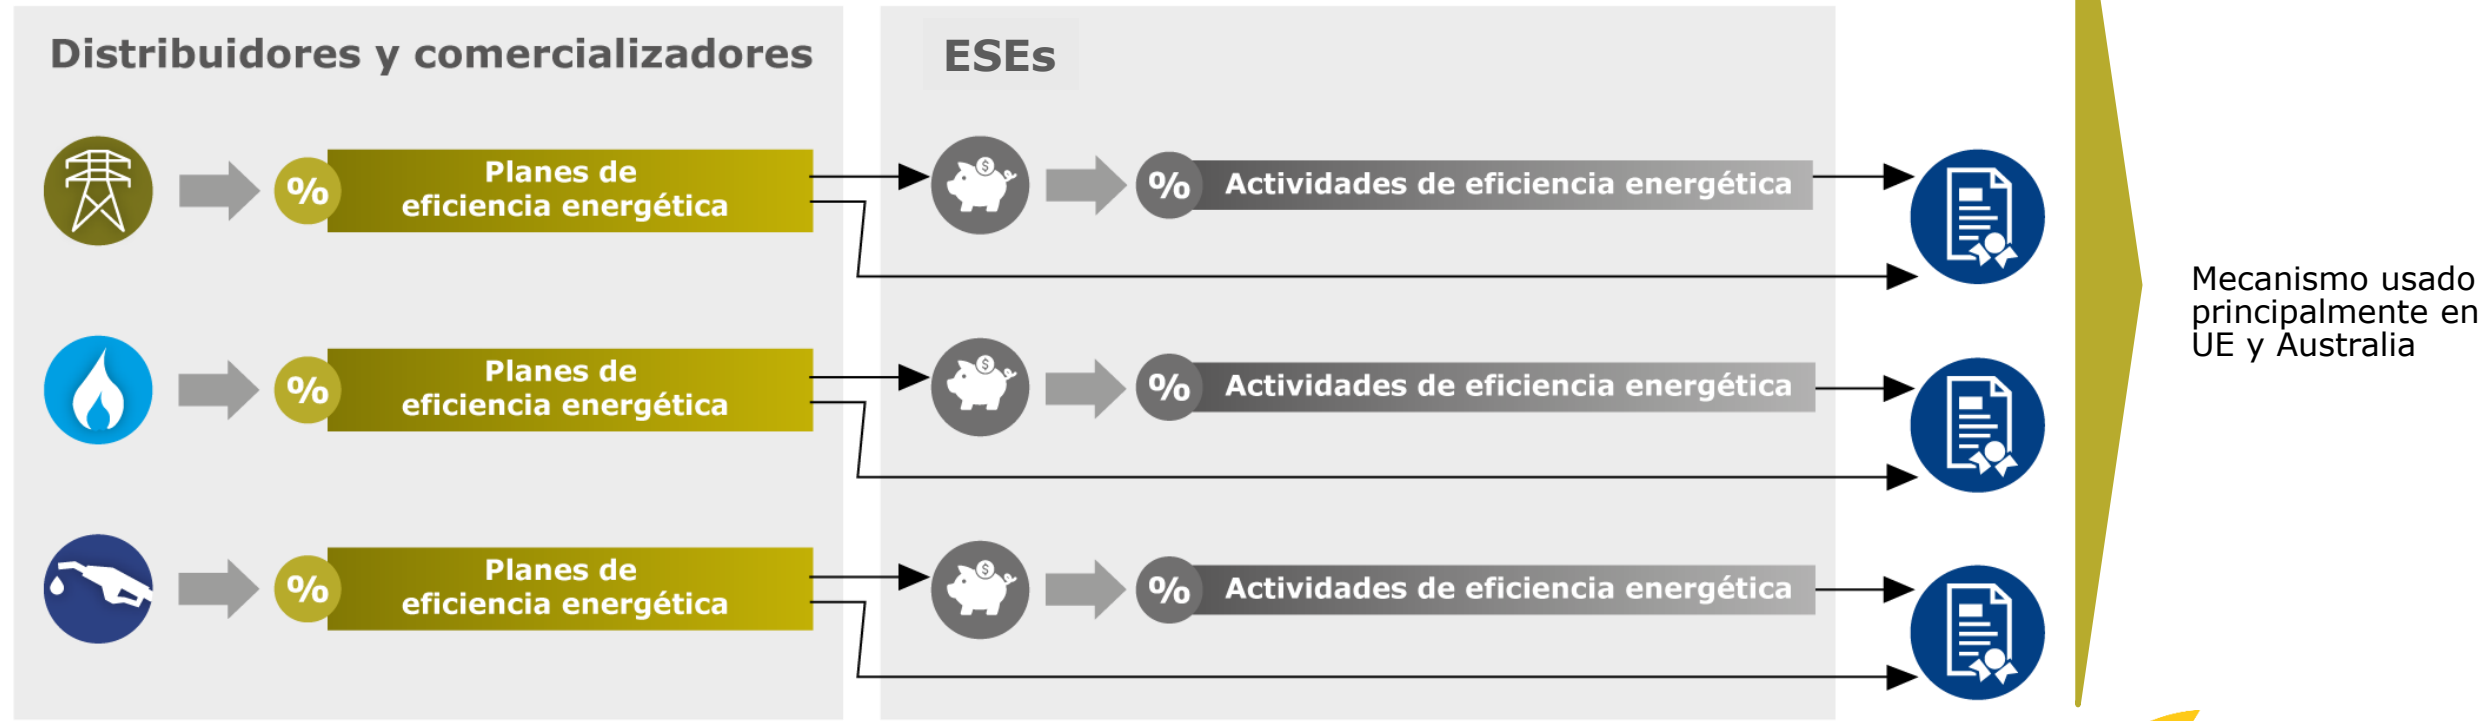 Distribuidores y comercializadores
ESEs
%
Planes de
eficiencia energética
%
Actividades de eficiencia energética
%
Planes de
eficiencia energética
%
Actividades de eficiencia energética
%
Planes de
eficiencia energética
%
Actividades de eficiencia energética
Mecanismo usado
principalmente en
UE y Australia